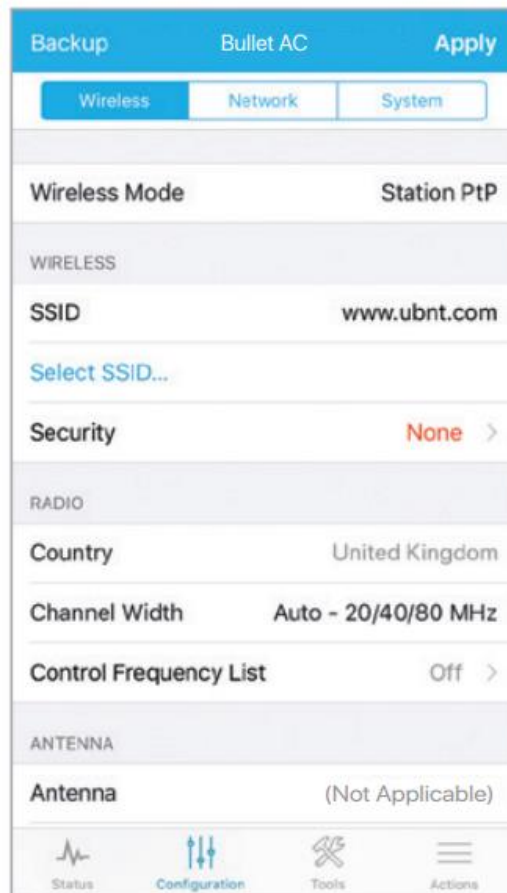 Backup Bullet AC Apply
Wireless Network System
Wireless Mode Station PtP
WIRELESS
SSID www.ubnt.com
Select SSID...
Security None >
RADIO
Country United Kingdom
Channel Width Auto - 20/40/80 MHz
Control Frequency List Off >
ANTENNA
Antenna (Not Applicable)
Status Configuration Tools Actions